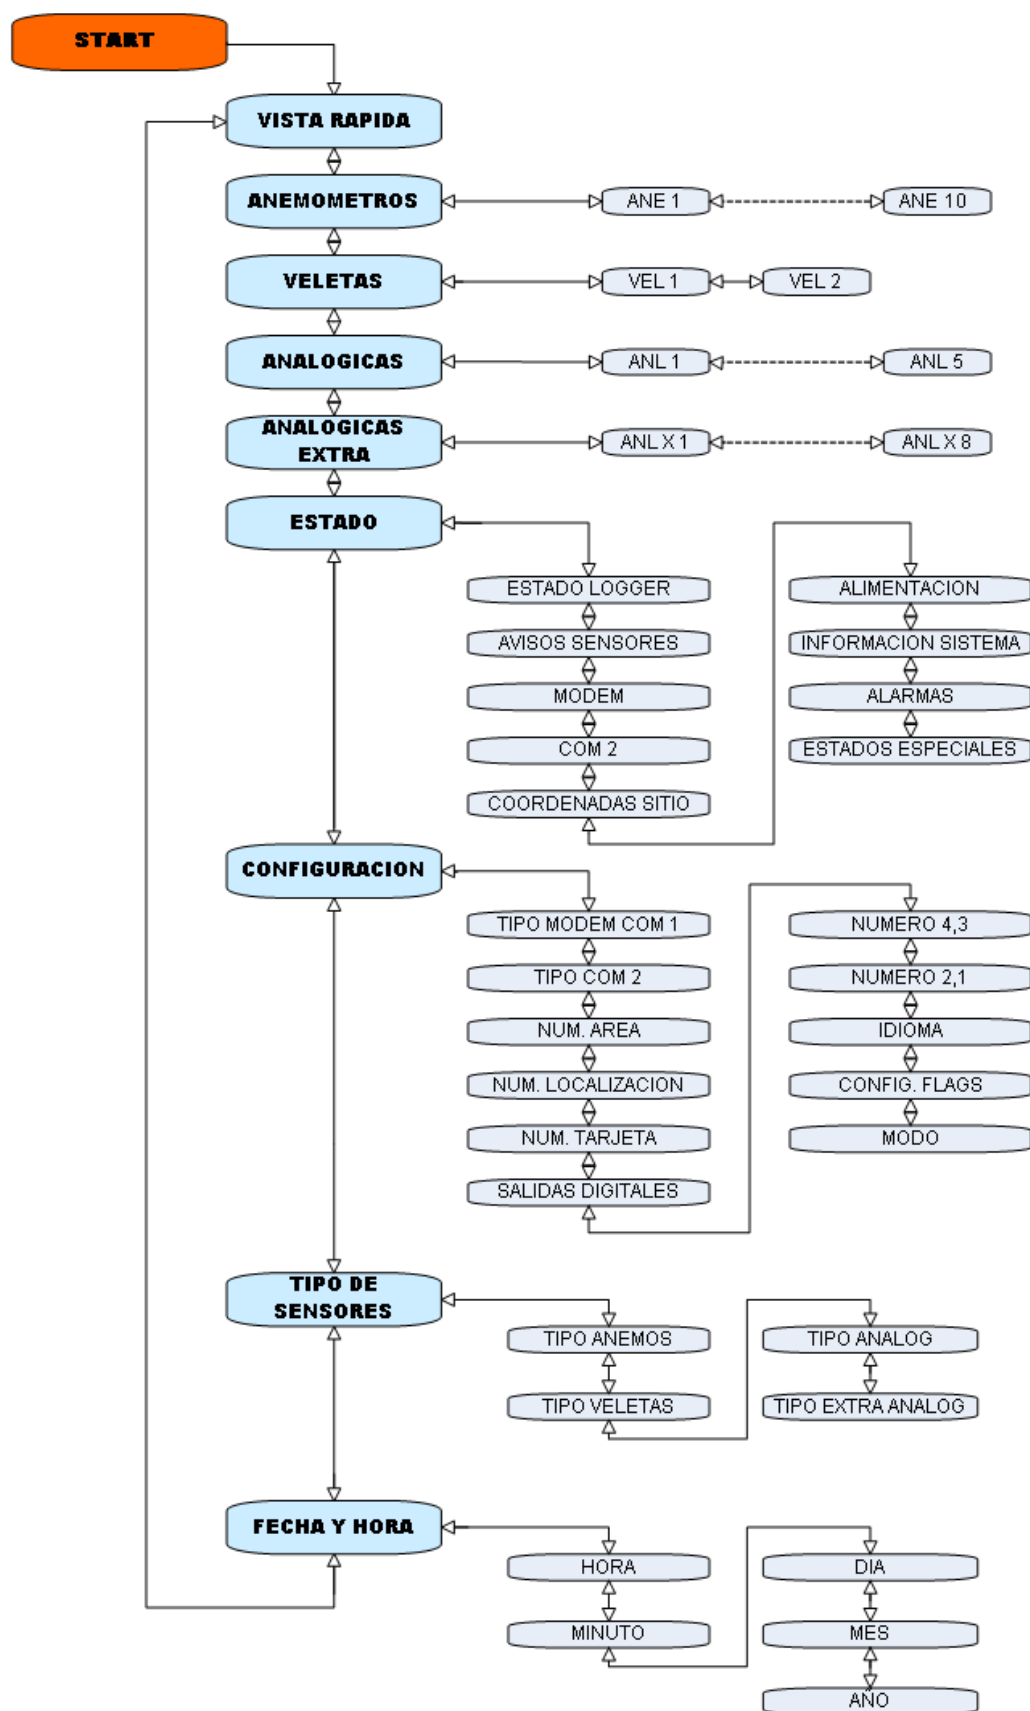 START
VISTA RAPIDA
ANEMOMETROS
ANE 1
ANE 10
VELETAS
VEL 1
VEL 2
ANALOGICAS
ANL 1
ANL 5
ANALOGICAS
EXTRA
ANL X 1
ANL X 8
ESTADO
ESTADO LOGGER
AVISOS SENSORES
MODEM
COM 2
COORDENADAS SITIO
ALIMENTACION
INFORMACION SISTEMA
ALARMAS
ESTADOS ESPECIALES
CONFIGURACION
TIPO MODEM COM 1
TIPO COM 2
NUM. AREA
NUM. LOCALIZACION
NUM. TARJETA
SALIDAS DIGITALES
NUMERO 4,3
NUMERO 2,1
IDIOMA
CONFIG. FLAGS
MODO
TIPO DE
SENSORES
TIPO ANEMOS
TIPO VELETAS
TIPO ANALOG
TIPO EXTRA ANALOG
FECHA Y HORA
HORA
MINUTO
DIA
MES
AÑO